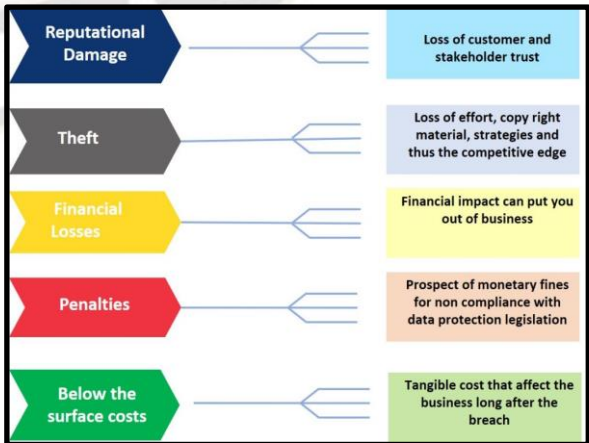 Reputational
Damage
Loss of customer and
stakeholder trust
Theft
Loss of effort, copy right
material, strategies and
thus the competitive edge
Financial
Losses
Financial impact can put you
out of business
Penalties
Prospect of monetary fines
for non compliance with
data protection legislation
Below the
surface costs
Tangible cost that affect the
business long after the
breach